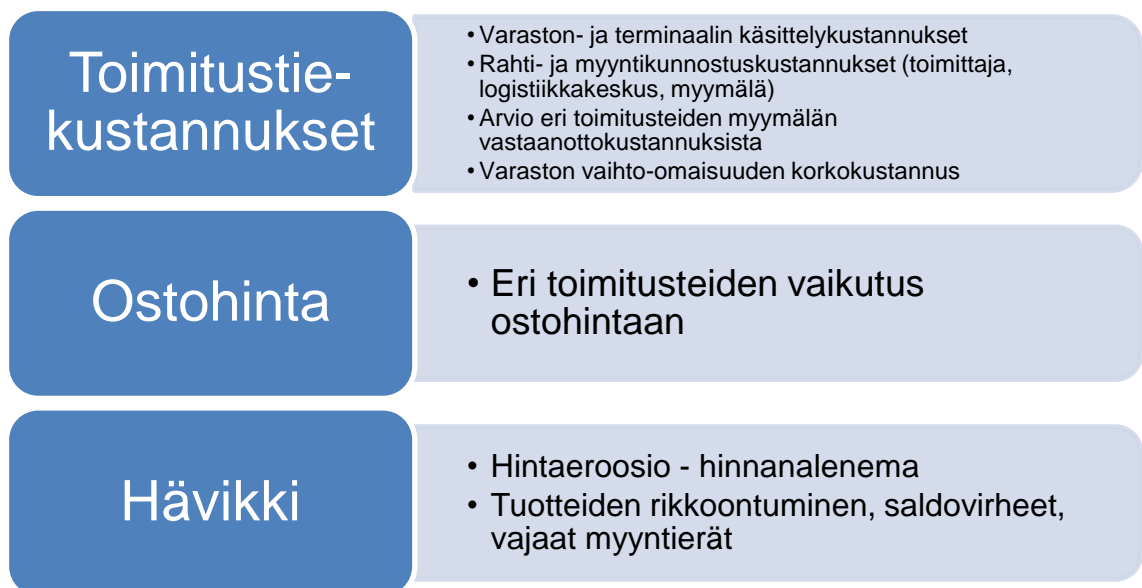 Toimitustie-
kustannukset
• Varaston- ja terminaalin käsittelykustannukset
• Rahti- ja myyntikunnostuskustannukset (toimittaja,
logistiikkakeskus, myymälä)
• Arvio eri toimitusteiden myymälän
vastaanottokustannuksista
• Varaston vaihto-omaisuuden korkokustannus
Ostohinta
• Eri toimitusteiden vaikutus
ostohintaan
Hävikki
• Hintaeroosio - hinnanalenema
• Tuotteiden rikkoontuminen, saldovirheet,
vajaat myyntierät